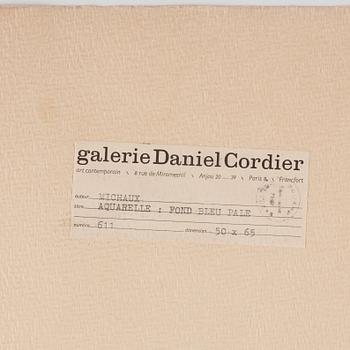 galerie Daniel Cordier
art contemporain \ 8 rue de Miromesnil \ Anjou 20 .... 39 \ Paris 8 \ Francfort
auteur MICHAUX
titre AQUARELLE : FOND BLEU PALE
numéro 611 dimension 50 x 65